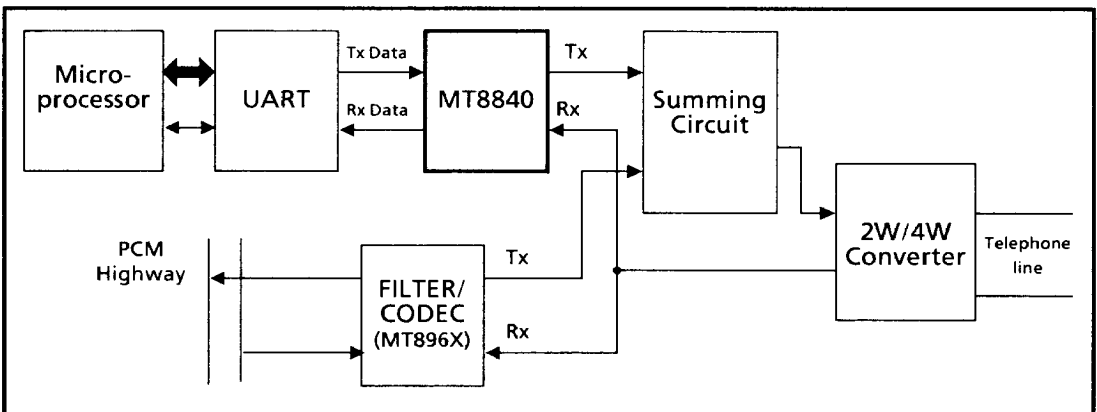 Micro-
processor
UART
Tx Data
Rx Data
MT8840
Tx
Rx
Summing
Circuit
PCM
Highway
FILTER/
CODEC
(MT896X)
Tx
Rx
2W/4W
Converter
Telephone
line